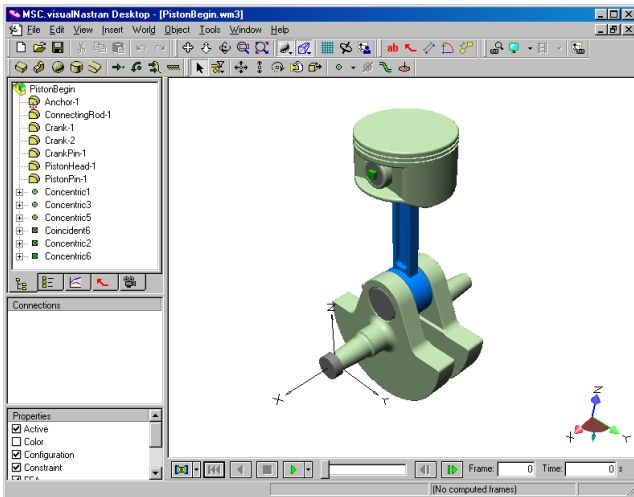 MSC.visualNastran Desktop - [PistonBegin.wm3]
File Edit View Insert World Object Tools Window Help
ab
PistonBegin
Anchor-1
ConnectingRod-1
Crank-1
Crank-2
CrankPin-1
PistonHead-1
PistonPin-1
Concentric1
Concentric3
Concentric5
Coincident6
Concentric2
Concentric6
Connections
Properties
Active
Color
Configuration
Constraint
Z
X
Y
Z
X
Y
Frame: 0 Time: 0 s
(No computed frames)